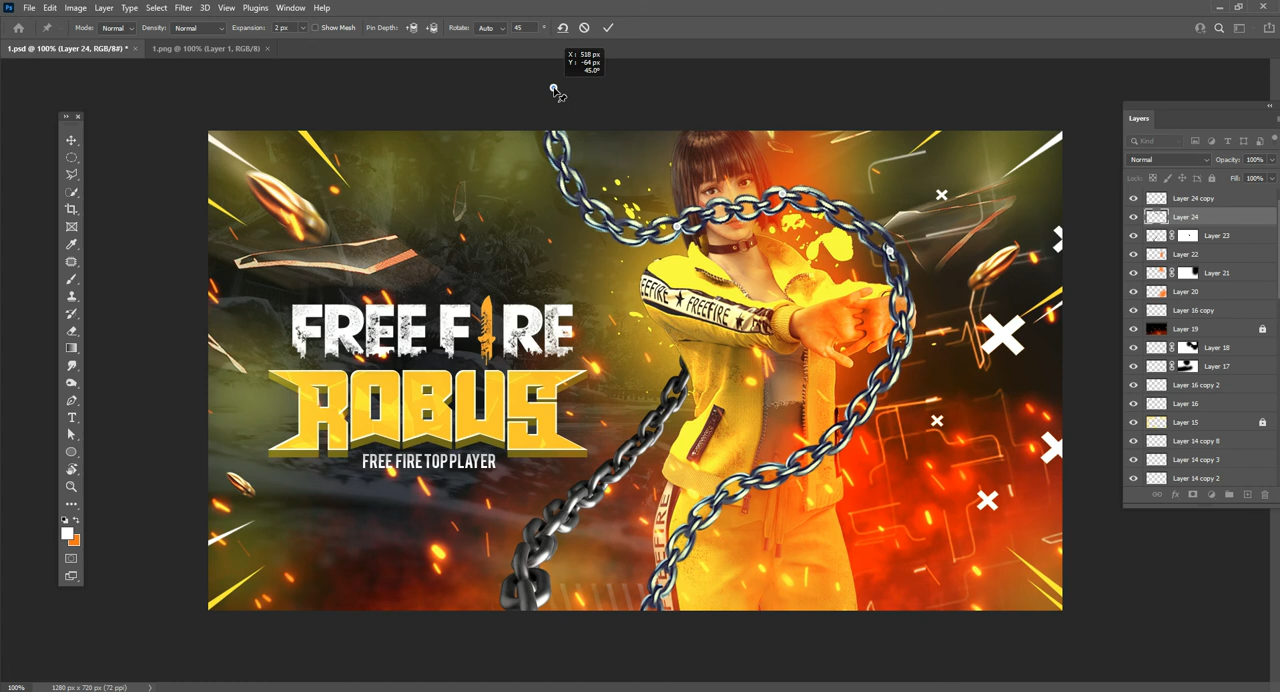 Ps File Edit Image Layer Type Select Filter 3D View Plugins Window Help
Mode: Normal Density: Normal Expansion: 2 px Show Mesh Pin Depth: Rotate: Auto 45 °
1.psd @ 100% (Layer 24, RGB/8#) * × 1.png @ 100% (Layer 1, RGB/8) ×
X : 518 px
Y : -64 px
45.0°
FREE FIRE
ROBUS
FREE FIRE TOP PLAYER
EFIRE ★ FREEFIRE
EEFIRE
Layers
Kind
Normal Opacity: 100%
Lock: Fill: 100%
Layer 24 copy
Layer 24
Layer 23
Layer 22
Layer 21
Layer 20
Layer 16 copy
Layer 19
Layer 18
Layer 17
Layer 16 copy 2
Layer 16
Layer 15
Layer 14 copy 8
Layer 14 copy 3
Layer 14 copy 2
fx
100% 1280 px x 720 px (72 ppi)